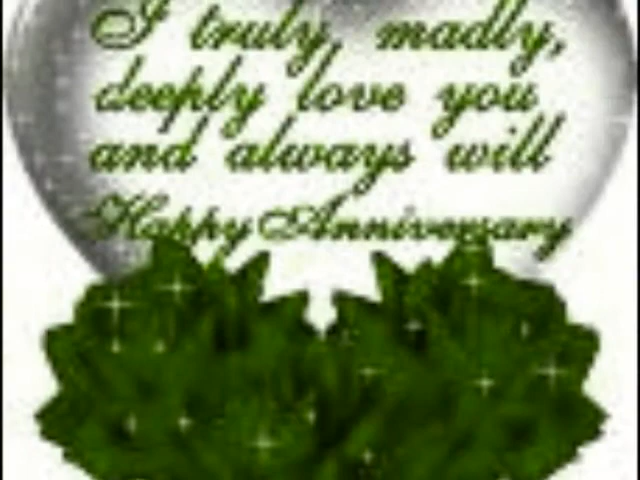 I truly, madly,
deeply love you
and always will
Happy Anniversary